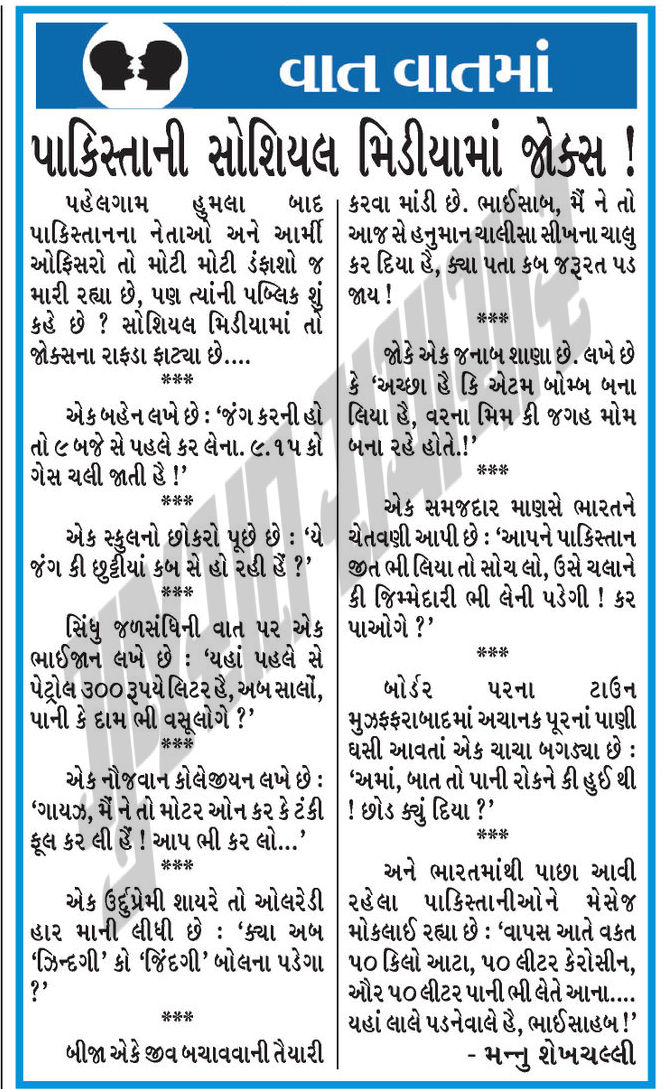 વાત વાતમાં
પાકિસ્તાની સોશિયલ મિડીયામાં જોક્સ !
પહેલગામ હુમલા બાદ
પાકિસ્તાનના નેતાઓ અને આર્મી
ઓફિસરો તો મોટી મોટી ડંફાશો જ
મારી રહ્યા છે, પણ ત્યાંની પબ્લિક શું
કહે છે ? સોશિયલ મિડીયામાં તો
જોક્સના રાફડા ફાટ્યા છે....
***
એક બહેન લખે છે : ‘જંગ કરની હો
તો ૯ બજે સે પહલે કર લેના. ૯.૧૫ કો
ગેસ ચલી જાતી હૈ !’
***
એક સ્કુલનો છોકરો પૂછે છે : ‘યે
જંગ કી છુટ્ટીયાં કબ સે હો રહી હેં ?’
***
સિંધુ જળસંધિની વાત પર એક
ભાઈજાન લખે છે : ‘યહાં પહલે સે
પેટ્રોલ ૩૦૦ રૂપયે લિટર હૈ, અબ સાલોં,
પાની કે દામ ભી વસૂલોગે ?’
***
એક નૌજવાન કોલેજીયન લખે છે :
‘ગાયઝ, મૈં ને તો મોટર ઓન કર કે ટંકી
ફૂલ કર લી હૈં ! આપ ભી કર લો...’
***
એક ઉર્દુપ્રેમી શાયરે તો ઓલરેડી
હાર માની લીધી છે : ‘ક્યા અબ
‘ઝિન્દગી’ કો ‘જિંદગી’ બોલના પડેગા
?’
***
બીજા એકે જીવ બચાવવાની તૈયારી
કરવા માંડી છે. ભાઈસાબ, મૈં ને તો
આજ સે હનુમાન ચાલીસા સીખના ચાલુ
કર દિયા હૈ, ક્યા પતા કબ જરૂરત પડ
જાય !
***
જોકે એક જનાબ શાણા છે. લખે છે
કે ‘અચ્છા હૈ કિ એટમ બોમ્બ બના
લિયા હૈ, વરના મિમ કી જગહ મોમ
બના રહે હોતે.!’
***
એક સમજદાર માણસે ભારતને
ચેતવણી આપી છે : ‘આપને પાકિસ્તાન
જીત ભી લિયા તો સોચ લો, ઉસે ચલાને
કી જિમ્મેદારી ભી લેની પડેગી ! કર
પાઓગે ?’
***
બોર્ડર પરના ટાઉન
મુઝફ્ફરાબાદમાં અચાનક પૂરનાં પાણી
ઘસી આવતાં એક ચાચા બગડ્યા છે :
‘અમાં, બાત તો પાની રોકને કી હુઈ થી
! છોડ ક્યું દિયા ?’
***
અને ભારતમાંથી પાછા આવી
રહેલા પાકિસ્તાનીઓને મેસેજ
મોકલાઈ રહ્યા છે : ‘વાપસ આતે વકત
૫૦ કિલો આટા, ૫૦ લીટર કેરોસીન,
ઔર ૫૦ લીટર પાની ભી લેતે આના....
યહાં લાલે પડનેવાલે હૈ, ભાઈસાહબ !’
- મન્નુ શેખચલ્લી
ગુજરાત સમાચાર